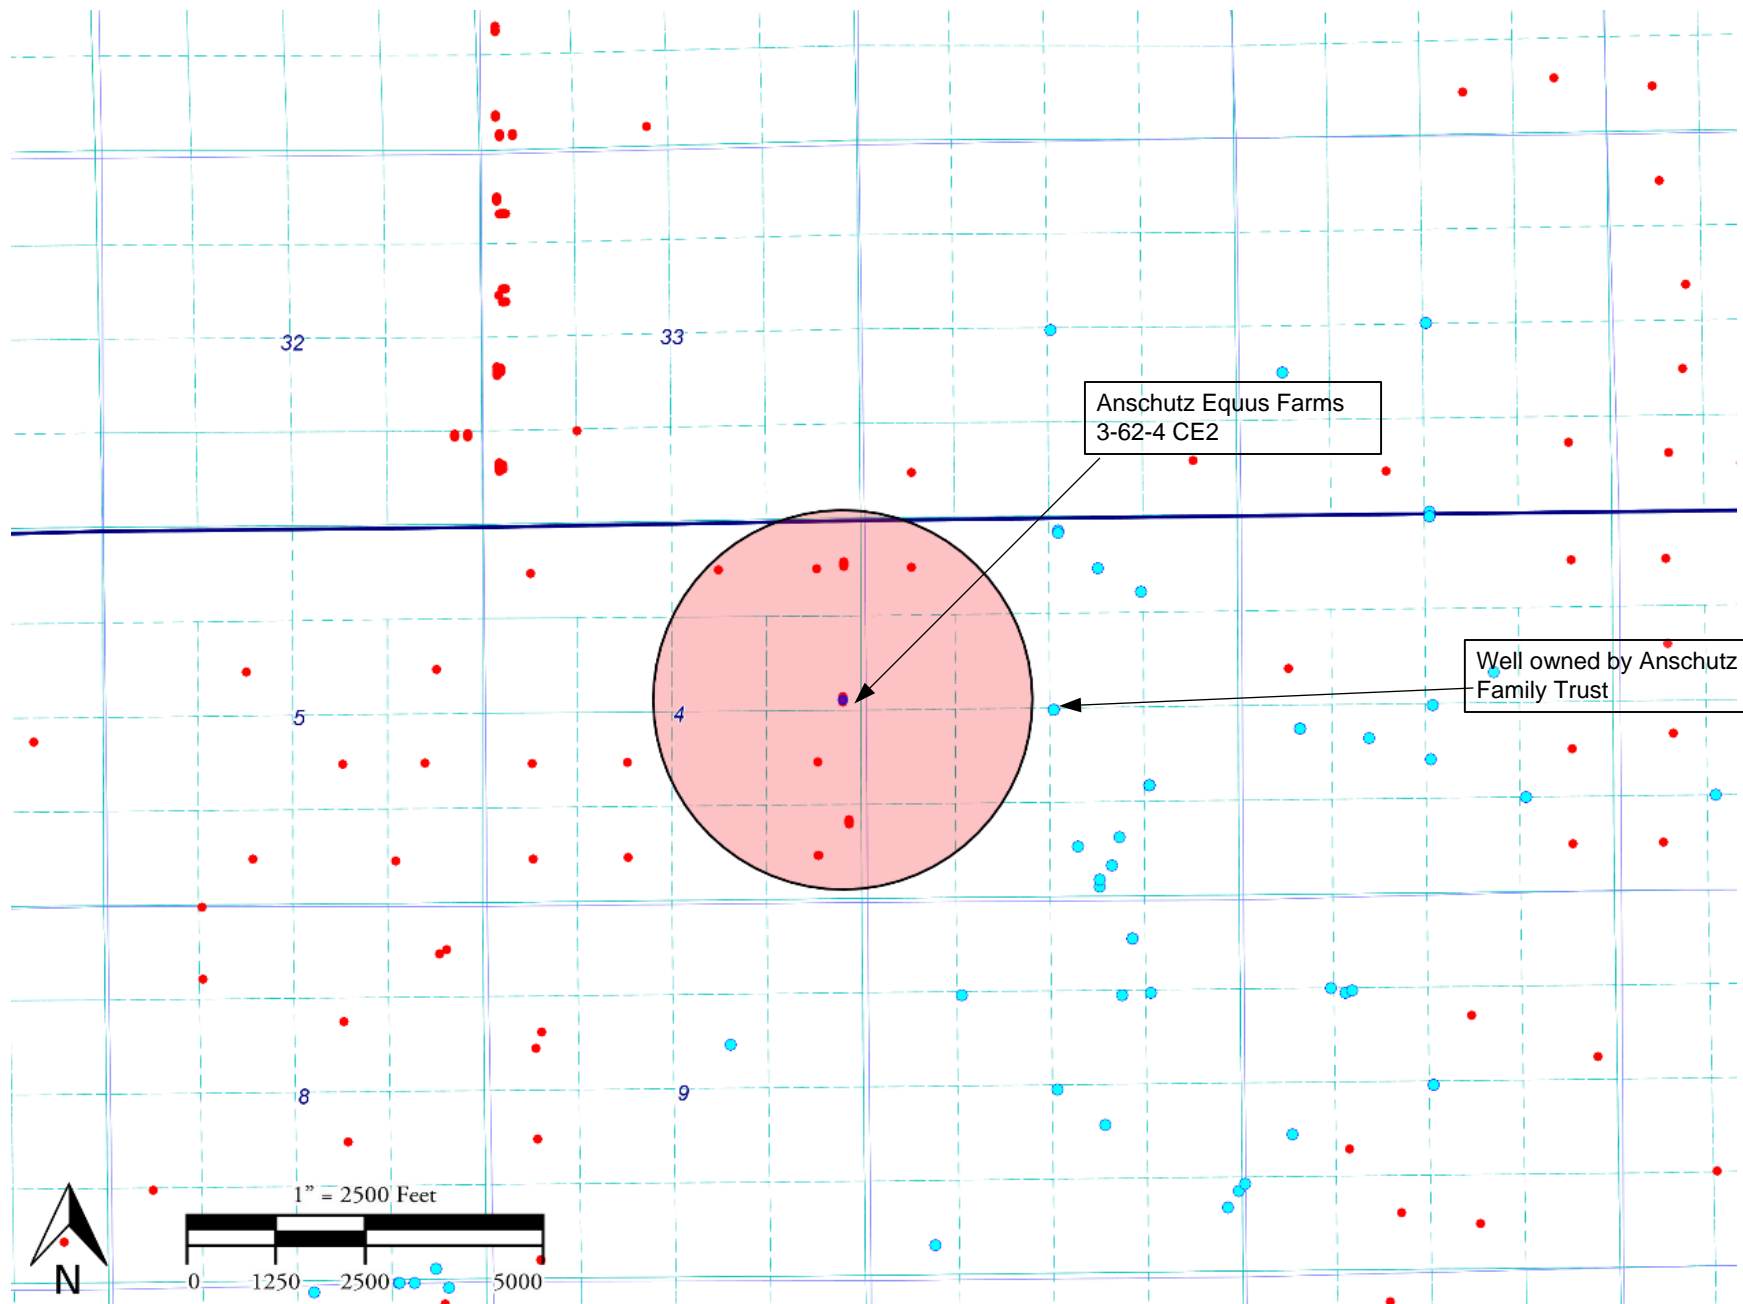 32
33
Anschutz Equus Farms
3-62-4 CE2
Well owned by Anschutz
Family Trust
5
4
8
9
1” = 2500 Feet
0 1250 2500 5000
N